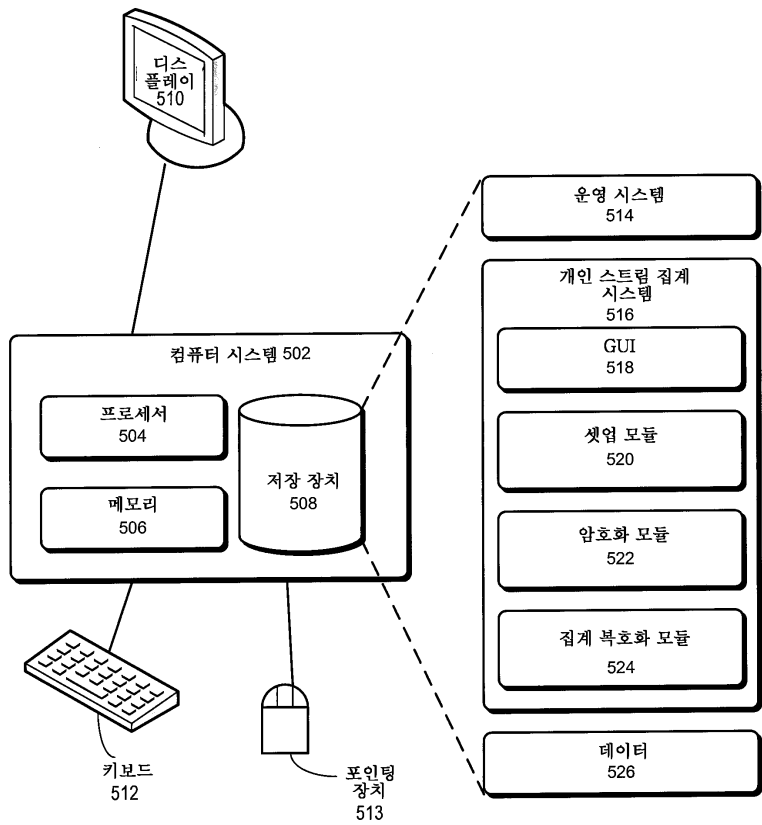 디스
플레이
510
운영 시스템
514
개인 스트림 집계
시스템
516
GUI
518
셋업 모듈
520
암호화 모듈
522
집계 복호화 모듈
524
데이터
526
컴퓨터 시스템 502
프로세서
504
메모리
506
저장 장치
508
키보드
512
포인팅
장치
513